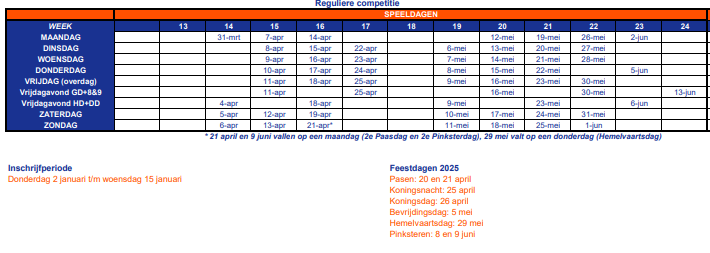 Reguliere competitie
SPEELDAGEN
WEEK 13 14 15 16 17 18 19 20 21 22 23 24
MAANDAG 31-mrt 7-apr 14-apr 12-mei 19-mei 26-mei 2-jun
DINSDAG 8-apr 15-apr 22-apr 6-mei 13-mei 20-mei 27-mei
WOENSDAG 9-apr 16-apr 23-apr 7-mei 14-mei 21-mei 28-mei
DONDERDAG 10-apr 17-apr 24-apr 8-mei 15-mei 22-mei 5-jun
VRIJDAG (overdag) 11-apr 18-apr 25-apr 9-mei 16-mei 23-mei 30-mei
Vrijdagavond GD+8&9 11-apr 25-apr 16-mei 30-mei 13-jun
Vrijdagavond HD+DD 4-apr 18-apr 9-mei 23-mei 6-jun
ZATERDAG 5-apr 12-apr 19-apr 10-mei 17-mei 24-mei 31-mei
ZONDAG 6-apr 13-apr 21-apr* 11-mei 18-mei 25-mei 1-jun
* 21 april en 9 juni vallen op een maandag (2e Paasdag en 2e Pinksterdag), 29 mei valt op een donderdag (Hemelvaartsdag)
Inschrijfperiode
Donderdag 2 januari t/m woensdag 15 januari
Feestdagen 2025
Pasen: 20 en 21 april
Koningsnacht: 25 april
Koningsdag: 26 april
Bevrijdingsdag: 5 mei
Hemelvaartsdag: 29 mei
Pinksteren: 8 en 9 juni